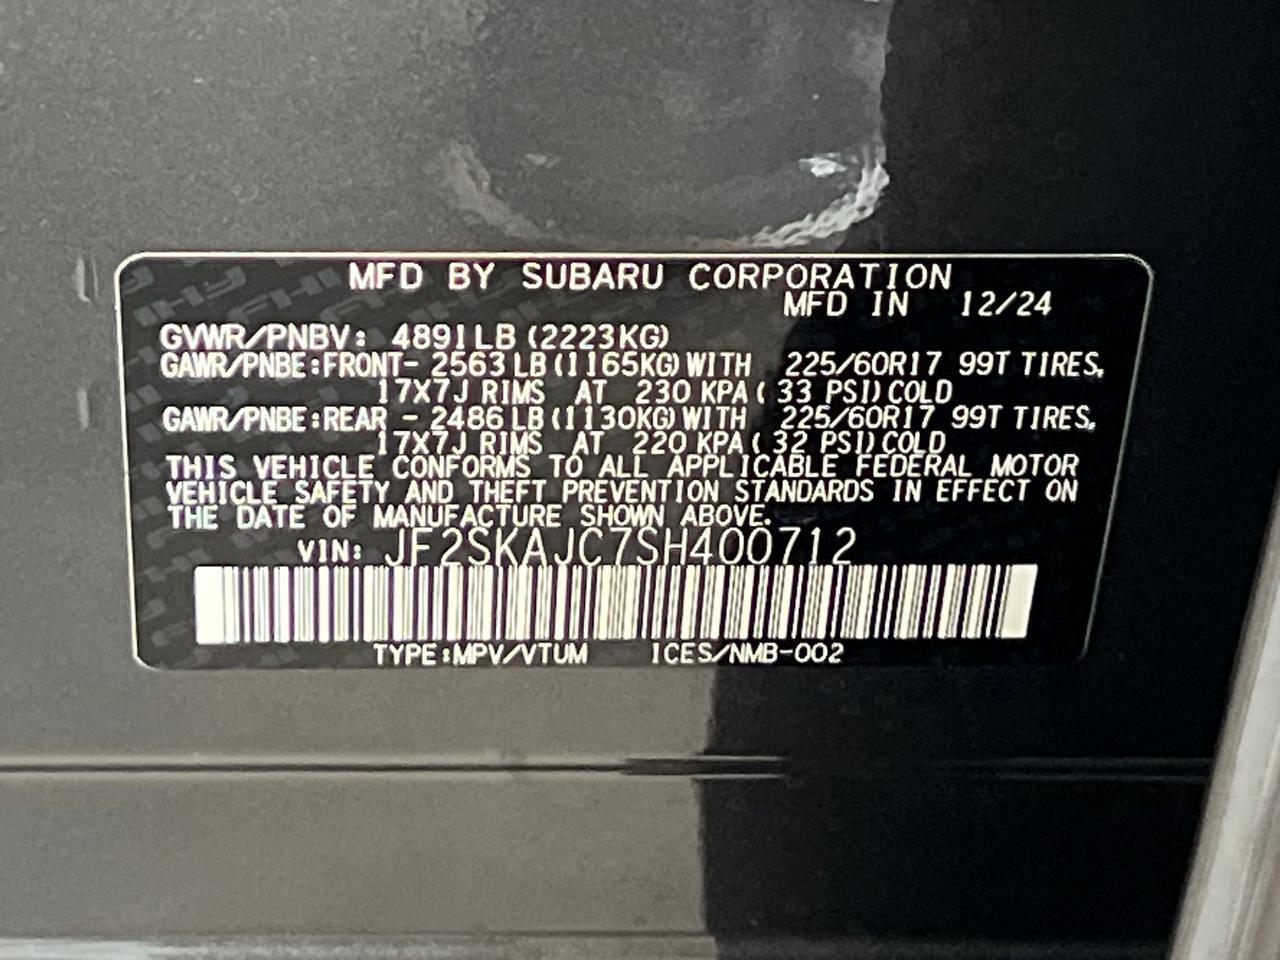 MFD BY SUBARU CORPORATION
MFD IN 12/24
GVWR/PNBV: 4891LB (2223KG)
GAWR/PNBE:FRONT- 2563LB(1165KG)WITH 225/60R17 99T TIRES,
17X7J RIMS AT 230 KPA( 33 PSI)COLD
GAWR/PNBE:REAR - 2486LB(1130KG)WITH 225/60R17 99T TIRES,
17X7J RIMS AT 220 KPA( 32 PSI)COLD
THIS VEHICLE CONFORMS TO ALL APPLICABLE FEDERAL MOTOR
VEHICLE SAFETY AND THEFT PREVENTION STANDARDS IN EFFECT ON
THE DATE OF MANUFACTURE SHOWN ABOVE.
VIN: JF2SKAJC7SH400712
TYPE:MPV/VTUM ICES/NMB-002